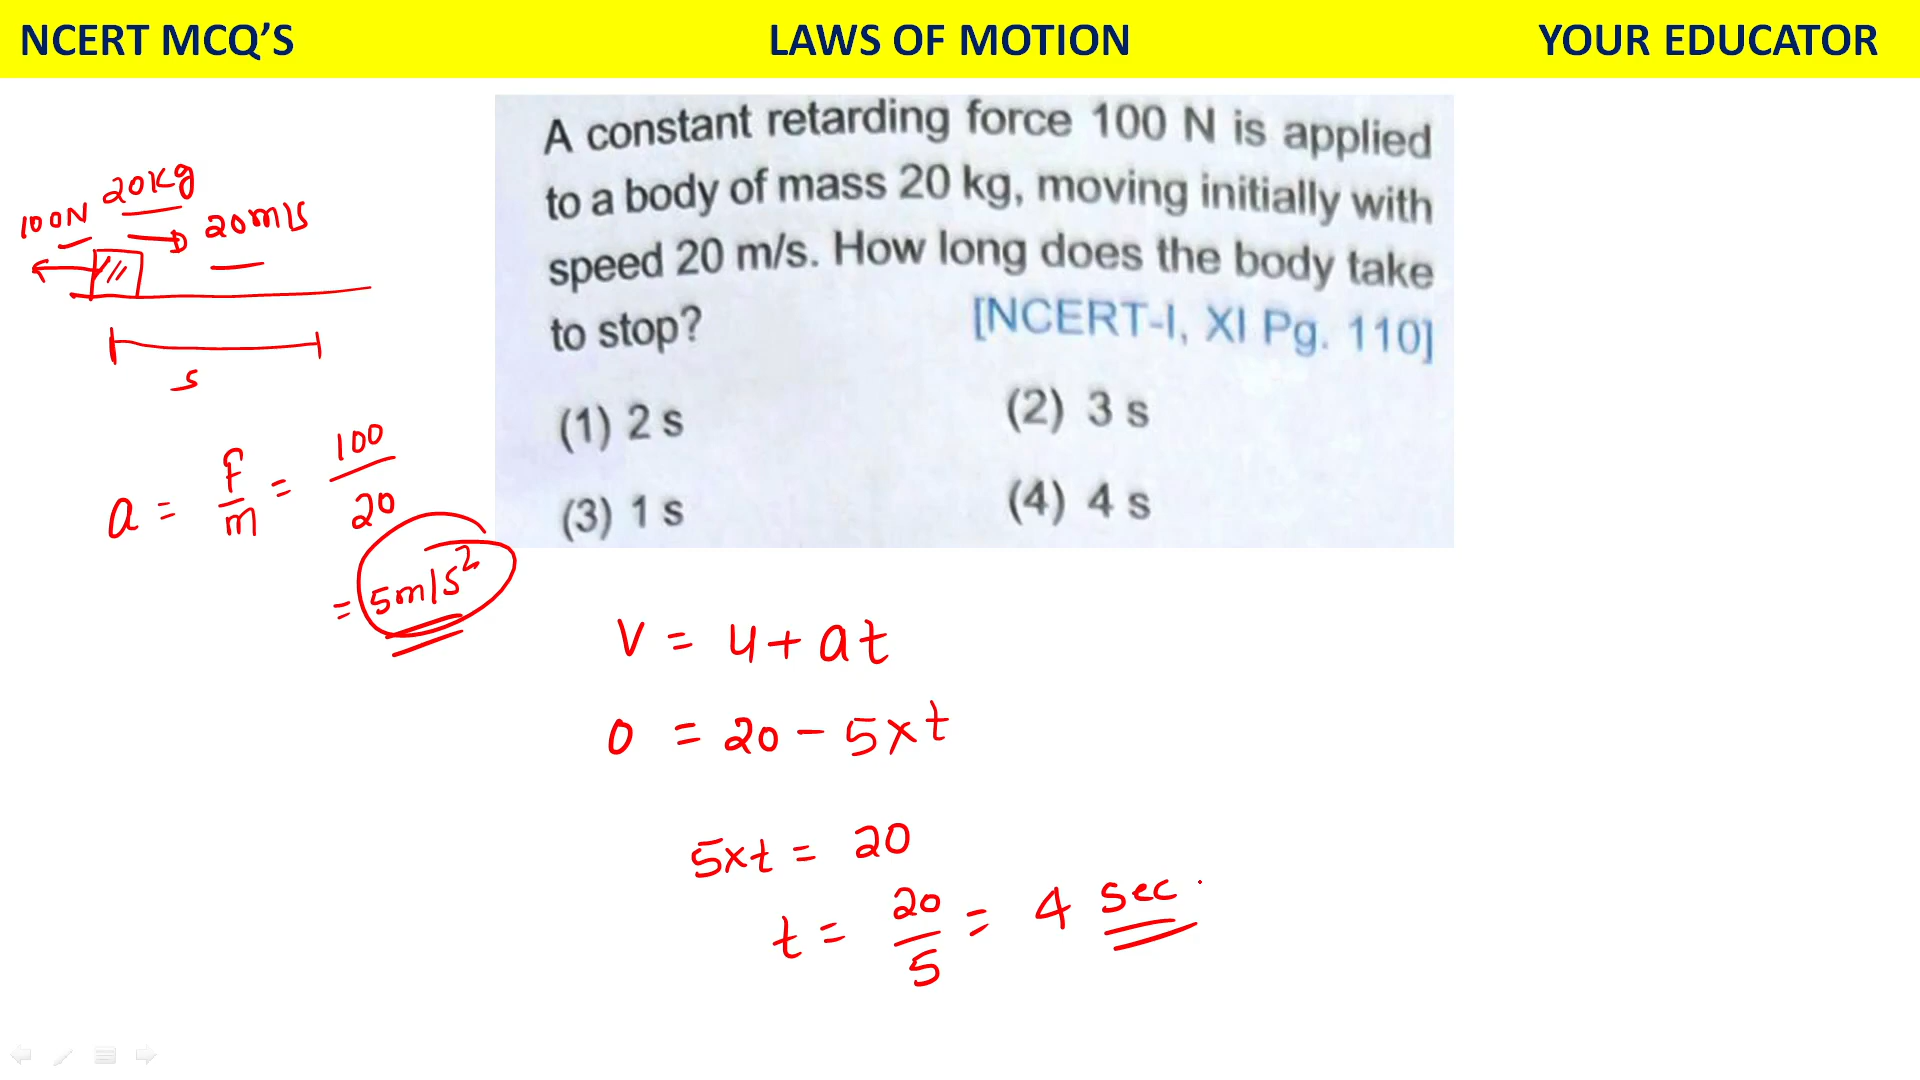 NCERT MCQ'S
LAWS OF MOTION
YOUR EDUCATOR
A constant retarding force 100 N is applied
to a body of mass 20 kg, moving initially with
speed 20 m/s. How long does the body take
to stop? [NCERT-I, XI Pg. 110]
(1) 2 s (2) 3 s
(3) 1 s (4) 4 s
20Kg
100N
20m/s
s
a = F/m = 100/20
= 5m/s²
v = u + at
0 = 20 - 5xt
5xt = 20
t = 20/5 = 4 sec.